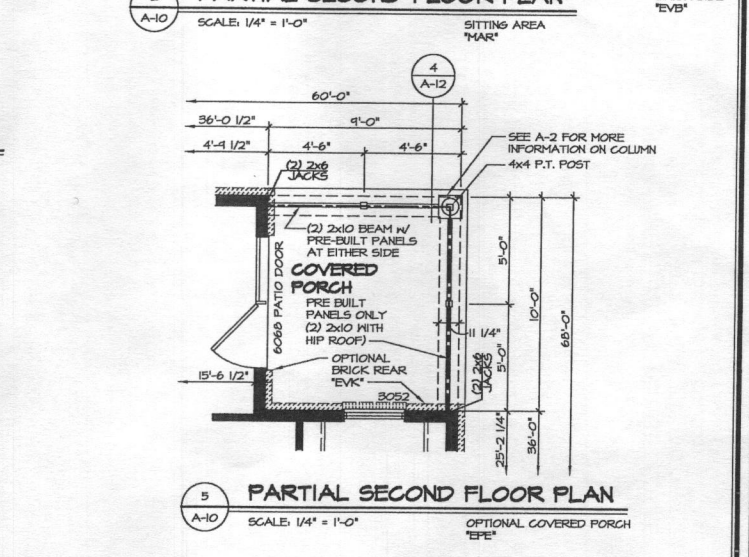 A-10
PARTIAL SECOND FLOOR PLAN
SCALE: 1/4" = 1'-0"
SITTING AREA
"MAR"
"EVB"
4
A-12
60'-0"
36'-0 1/2"
9'-0"
4'-9 1/2"
4'-6"
4'-6"
SEE A-2 FOR MORE
INFORMATION ON COLUMN
4x4 P.T. POST
(2) 2x6
JACKS
(2) 2x10 BEAM W/
PRE-BUILT PANELS
AT EITHER SIDE
COVERED
PORCH
PRE BUILT
PANELS ONLY
(2) 2x10 WITH
HIP ROOF)
6068 PATIO DOOR
5'-0"
10'-0"
68'-0"
11 1/4"
5'-0"
(2) 2x6
JACKS
OPTIONAL
BRICK REAR
"EVK"
15'-6 1/2"
3052
25'-2 1/4"
36'-0"
5
A-10
PARTIAL SECOND FLOOR PLAN
SCALE: 1/4" = 1'-0"
OPTIONAL COVERED PORCH
"EPE"